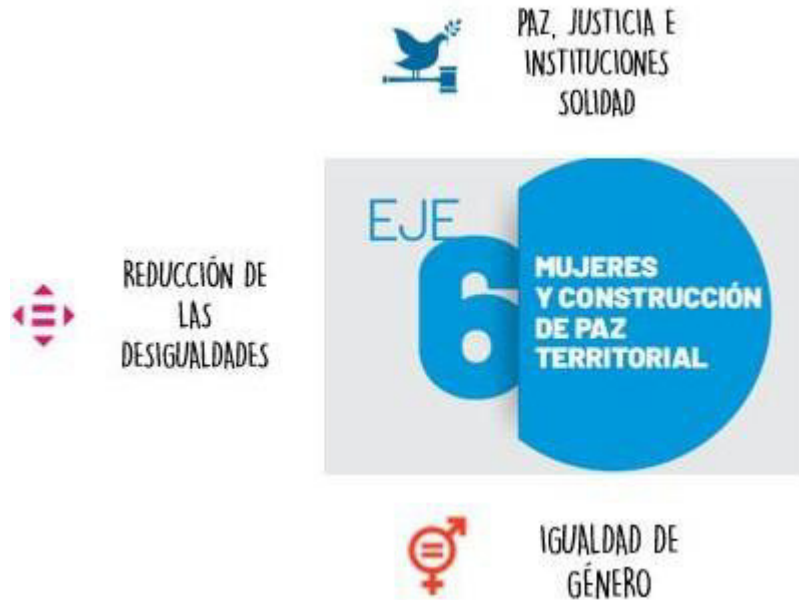 PAZ, JUSTICIA E
INSTITUCIONES
SOLIDAD
EJE
6
MUJERES
Y CONSTRUCCIÓN
DE PAZ
TERRITORIAL
REDUCCIÓN DE
LAS
DESIGUALDADES
IGUALDAD DE
GÉNERO